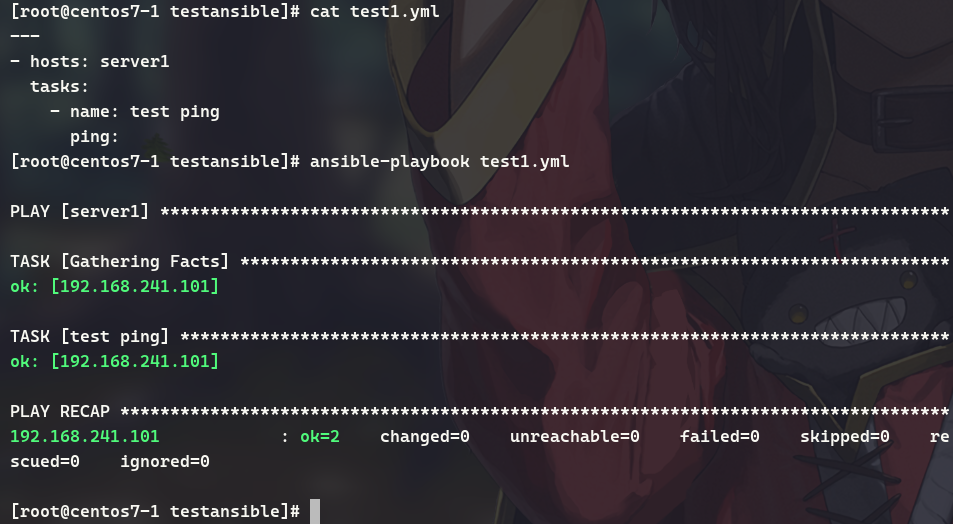 [root@centos7-1 testansible]# cat test1.yml
---
- hosts: server1
  tasks:
    - name: test ping
      ping:
[root@centos7-1 testansible]# ansible-playbook test1.yml
PLAY [server1] *******************************************************************************
TASK [Gathering Facts] ***********************************************************************
ok: [192.168.241.101]
TASK [test ping] *****************************************************************************
ok: [192.168.241.101]
PLAY RECAP ***********************************************************************************
192.168.241.101            : ok=2    changed=0    unreachable=0    failed=0    skipped=0    re
scued=0    ignored=0
[root@centos7-1 testansible]#